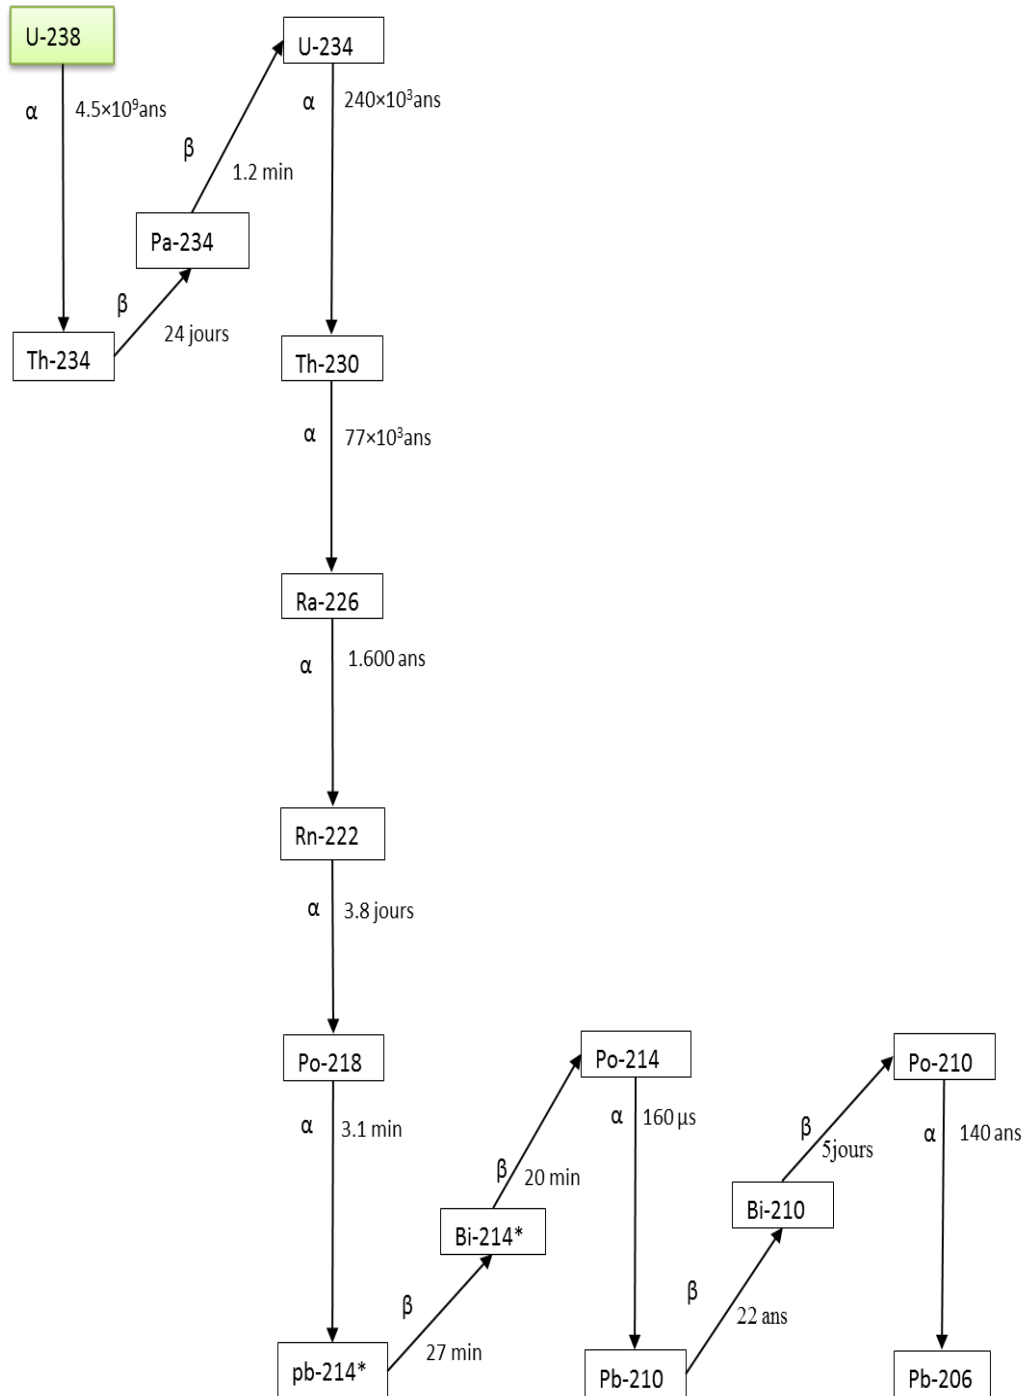 U-238
U-234
α
4.5×10⁹ans
α
240×10³ans
β
1.2 min
Pa-234
β
24 jours
Th-234
Th-230
α
77×10³ans
Ra-226
α
1.600 ans
Rn-222
α
3.8 jours
Po-218
Po-214
Po-210
α
3.1 min
α
160 µs
α
140 ans
β
20 min
β
5jours
Bi-214*
Bi-210
β
27 min
β
22 ans
pb-214*
Pb-210
Pb-206